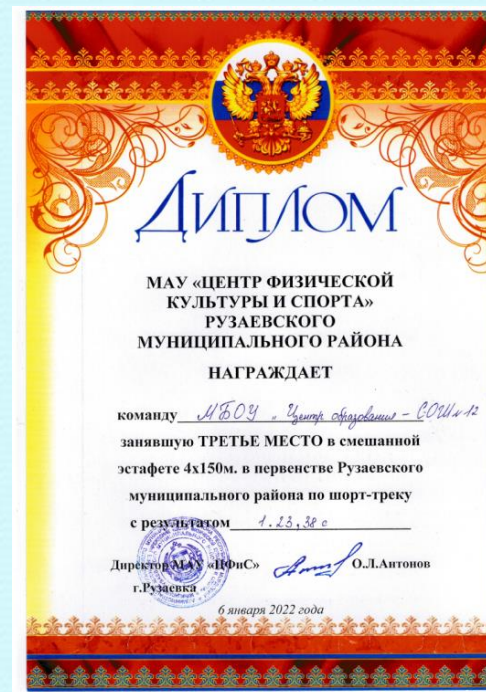 ДИПЛОМ
МАУ «ЦЕНТР ФИЗИЧЕСКОЙ
КУЛЬТУРЫ И СПОРТА»
РУЗАЕВСКОГО
МУНИЦИПАЛЬНОГО РАЙОНА
НАГРАЖДАЕТ
команду МБОУ „Центр образования – СОШ № 12
занявшую ТРЕТЬЕ МЕСТО в смешанной
эстафете 4х150м. в первенстве Рузаевского
муниципального района по шорт-треку
с результатом 1.23,38 с
Директор МАУ «ЦФиС» О.Л.Антонов
г.Рузаевка
6 января 2022 года